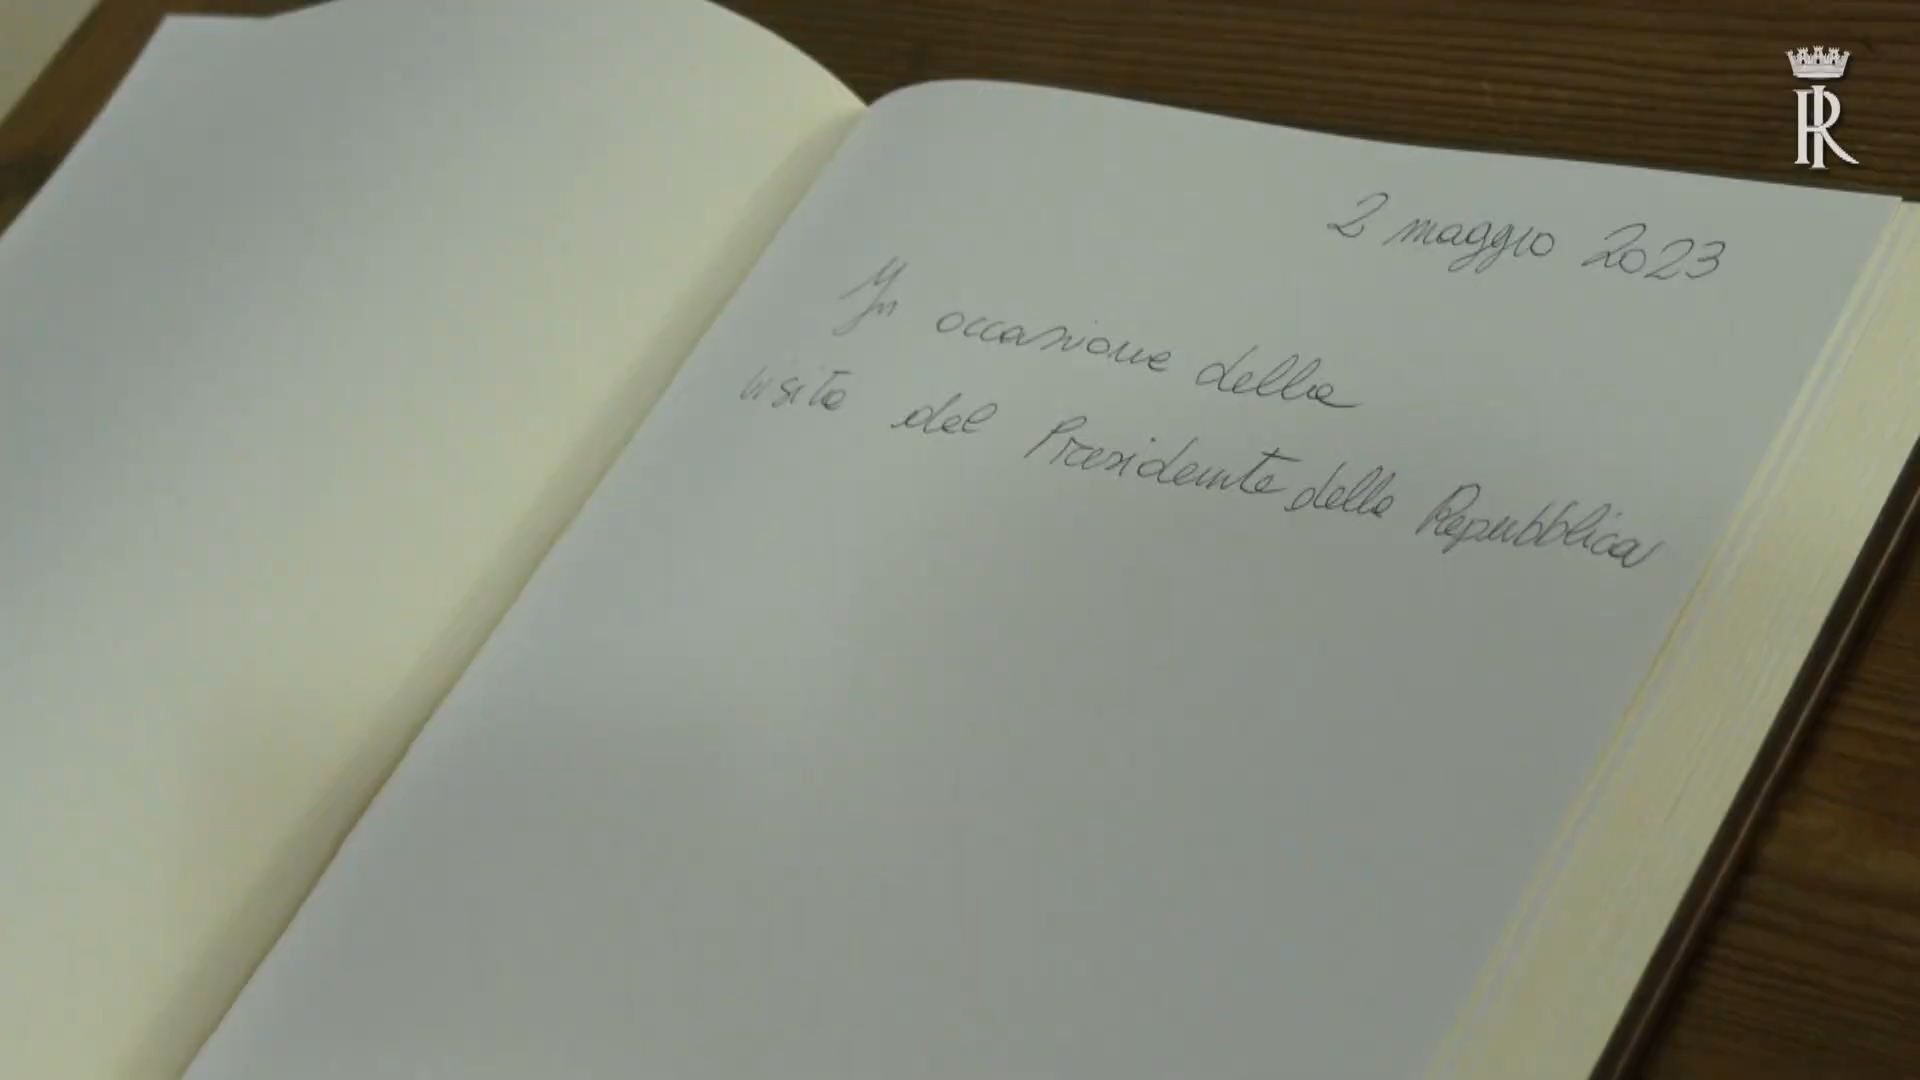 2 maggio 2023
In occasione della
visita del Presidente della Repubblica